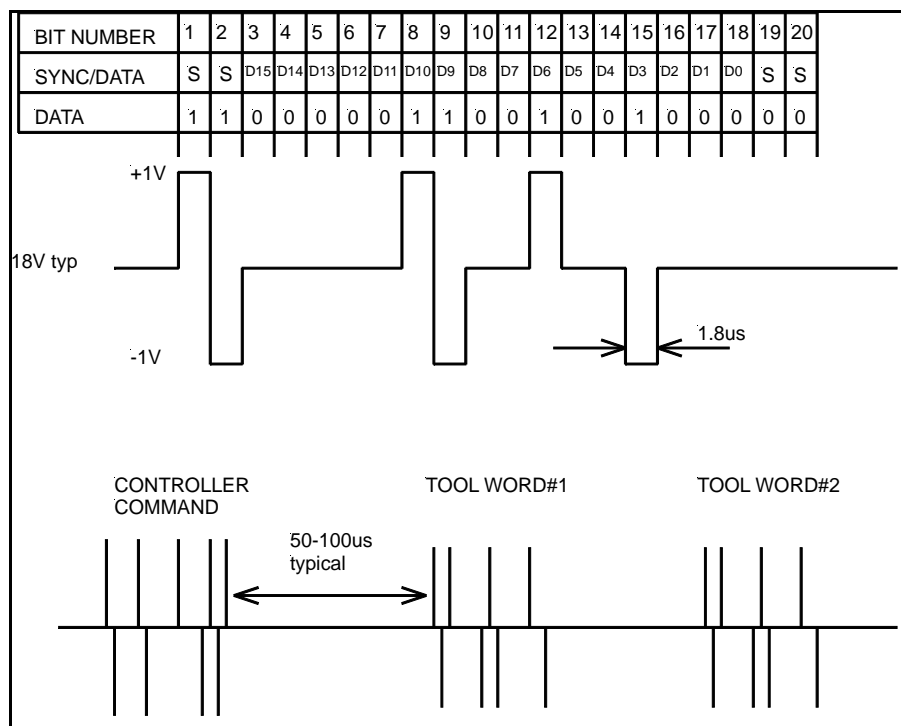 BIT NUMBER 1 2 3 4 5 6 7 8 9 10 11 12 13 14 15 16 17 18 19 20
SYNC/DATA S S D15 D14 D13 D12 D11 D10 D9 D8 D7 D6 D5 D4 D3 D2 D1 D0 S S
DATA 1 1 0 0 0 0 0 1 1 0 0 1 0 0 1 0 0 0 0 0
+1V
18V typ
-1V
1.8us
CONTROLLER
COMMAND
TOOL WORD#1
TOOL WORD#2
50-100us
typical